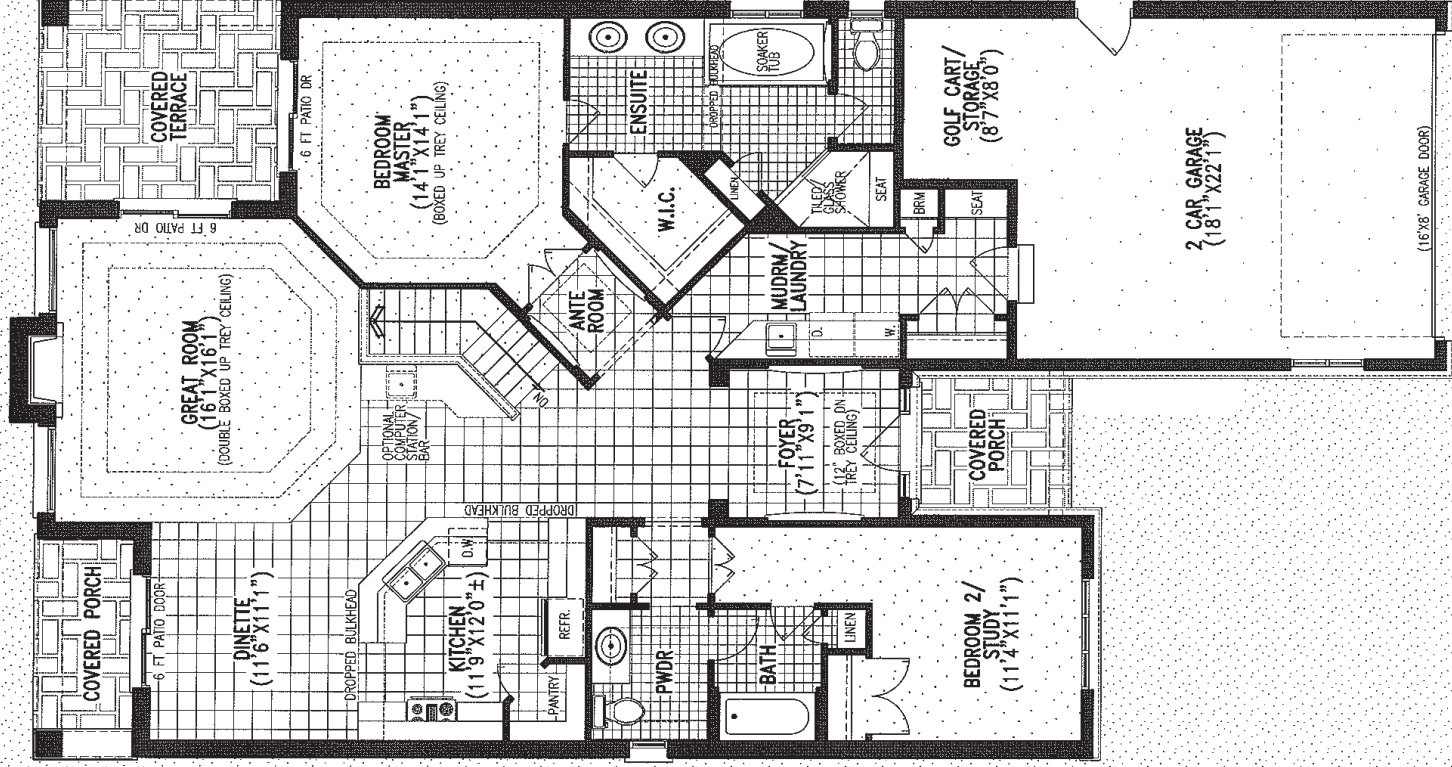 COVERED
TERRACE
6 FT PATIO DR
BEDROOM
MASTER
(14'1"X14'1")
(BOXED UP TREY CEILING)
ENSUITE
DROPPED BULKHEAD
SOAKER
TUB
GOLF CART/
STORAGE
(8'7"X8'0")
2 CAR GARAGE
(18'1"X22'1")
(16'X8' GARAGE DOOR)
6 FT PATIO DR
W.I.C.
LINEN
TILED/
GLASS
SHOWER
SEAT
BRM
SEAT
GREAT ROOM
(16'1"X16'1")
(DOUBLE BOXED UP TREY CEILING)
ANTE
ROOM
MUDRM/
LAUNDRY
D.
W.
DN
OPTIONAL
COMPUTER
STATION/
BAR
FOYER
(7'11"X9'1")
(12" BOXED DN
TREY CEILING)
COVERED
PORCH
DROPPED BULKHEAD
COVERED PORCH
6 FT PATIO DOOR
DINETTE
(11'6"X11'1")
DROPPED BULKHEAD
D.W.
KITCHEN
(11'9"X12'0"±)
REFR.
PANTRY
PWDR
BATH
LINEN
BEDROOM 2/
STUDY
(11'4"X11'1")